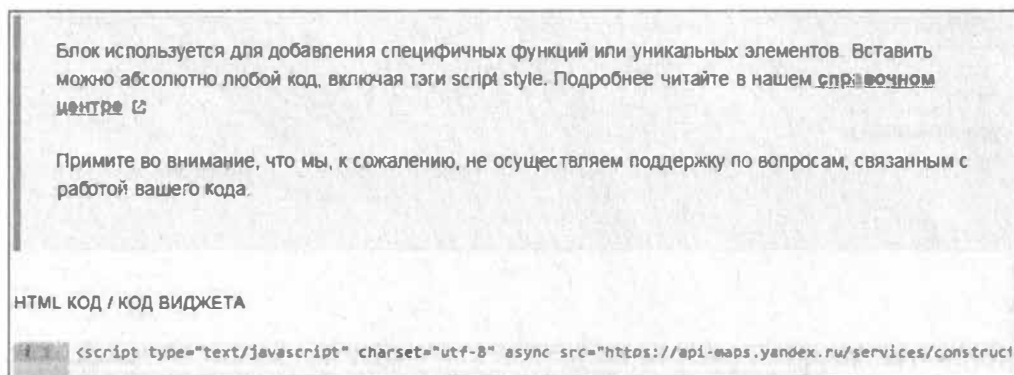 Блок используется для добавления специфичных функций или уникальных элементов. Вставить
можно абсолютно любой код, включая тэги script style. Подробнее читайте в нашем справочном
центре
Примите во внимание, что мы, к сожалению, не осуществляем поддержку по вопросам, связанным с
работой вашего кода.
HTML КОД / КОД ВИДЖЕТА
<script type="text/javascript" charset="utf-8" async src="https://api-maps.yandex.ru/services/construct